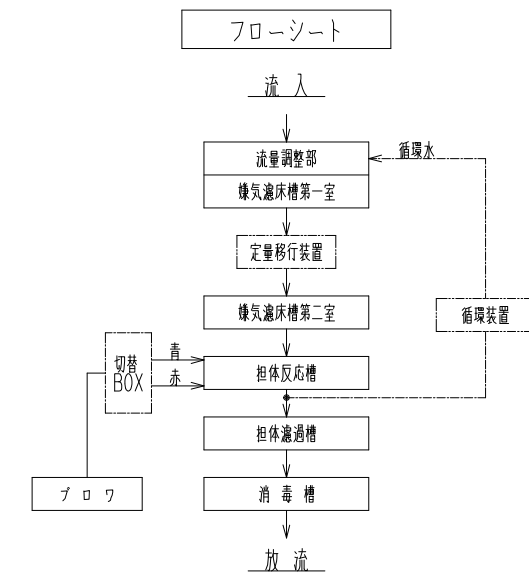 フローシート
流 入
循環水
流量調整部
嫌気濾床槽第一室
定量移行装置
嫌気濾床槽第二室
循環装置
切替
BOX
青
赤
担体反応槽
担体濾過槽
ブ ロ ワ
消 毒 槽
放 流